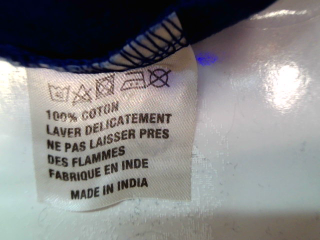 100% COTON
LAVER DELICATEMENT
NE PAS LAISSER PRES
DES FLAMMES
FABRIQUE EN INDE
MADE IN INDIA